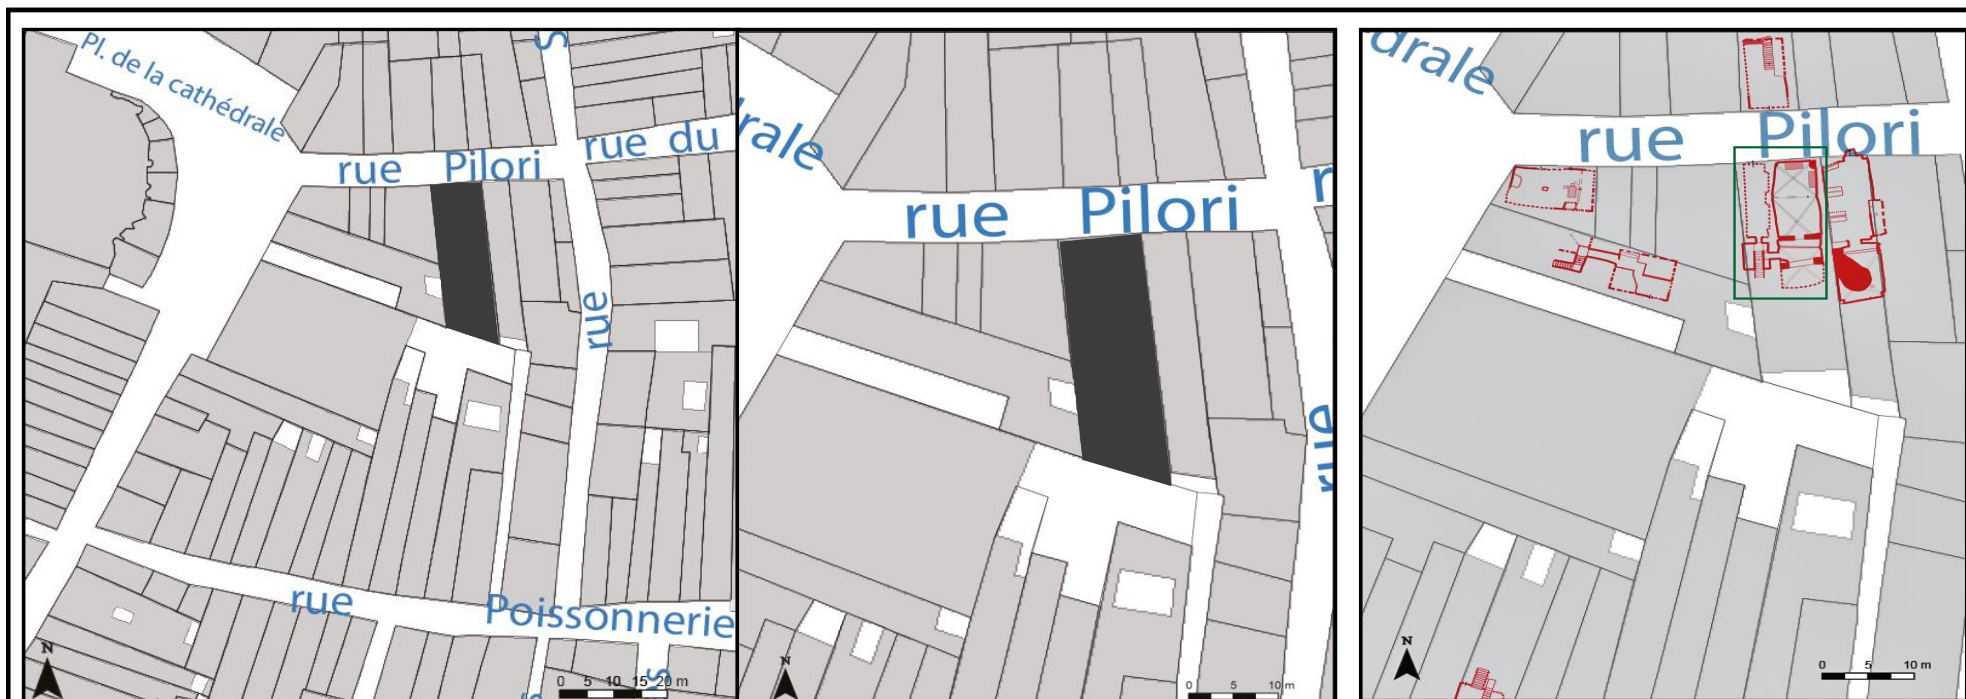 Pl. de la cathédrale
rue Pilori
rue du
rue
rue
Poissonnerie
N
0 5 10 15 20 m
rale
rue Pilori
rue
N
0 5 10 m
drale
rue Pilori
N
0 5 10 m